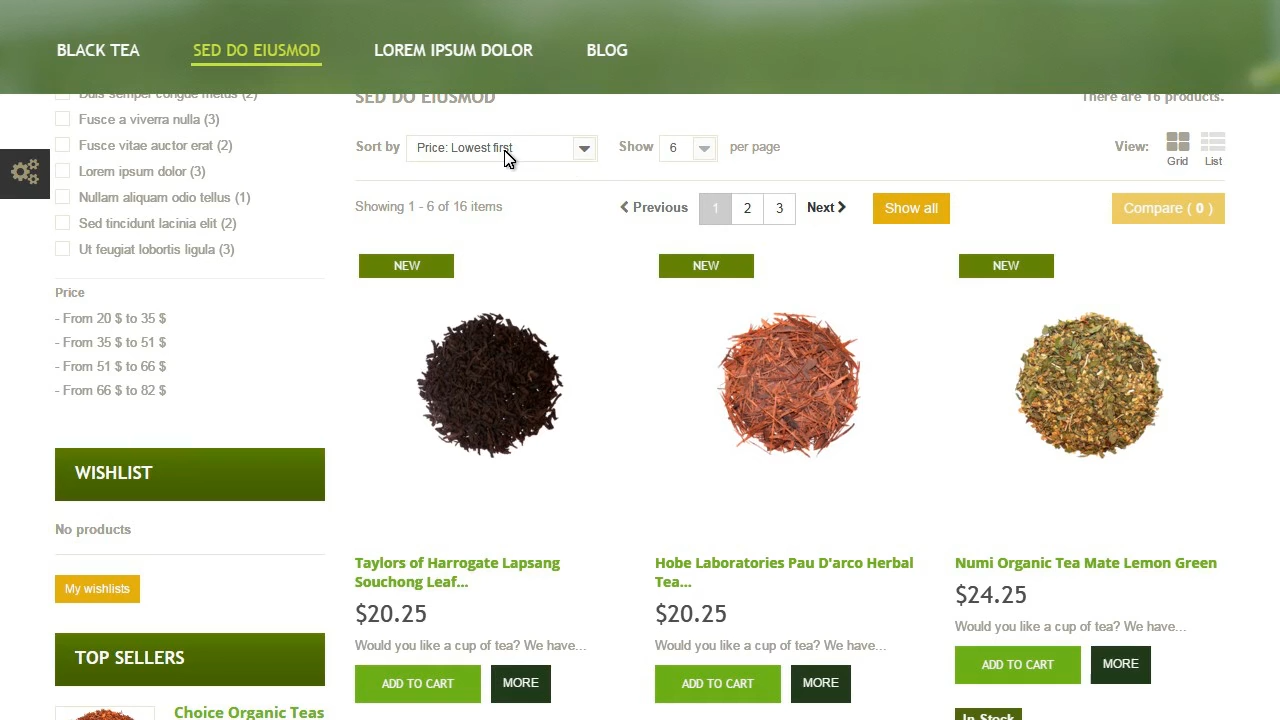 BLACK TEA
SED DO EIUSMOD
LOREM IPSUM DOLOR
BLOG
Duis semper congue metus (2)
Fusce a viverra nulla (3)
Fusce vitae auctor erat (2)
Lorem ipsum dolor (3)
Nullam aliquam odio tellus (1)
Sed tincidunt lacinia elit (2)
Ut feugiat lobortis ligula (3)
Price
- From 20 $ to 35 $
- From 35 $ to 51 $
- From 51 $ to 66 $
- From 66 $ to 82 $
WISHLIST
No products
My wishlists
TOP SELLERS
Choice Organic Teas
SED DO EIUSMOD
There are 16 products.
Sort by
Price: Lowest first
Show
6
per page
View:
Grid
List
Showing 1 - 6 of 16 items
Previous
1
2
3
Next
Show all
Compare ( 0 )
NEW
NEW
NEW
Taylors of Harrogate Lapsang
Souchong Leaf...
$20.25
Would you like a cup of tea? We have...
ADD TO CART
MORE
Hobe Laboratories Pau D'arco Herbal
Tea...
$20.25
Would you like a cup of tea? We have...
ADD TO CART
MORE
Numi Organic Tea Mate Lemon Green
$24.25
Would you like a cup of tea? We have...
ADD TO CART
MORE
In Stock